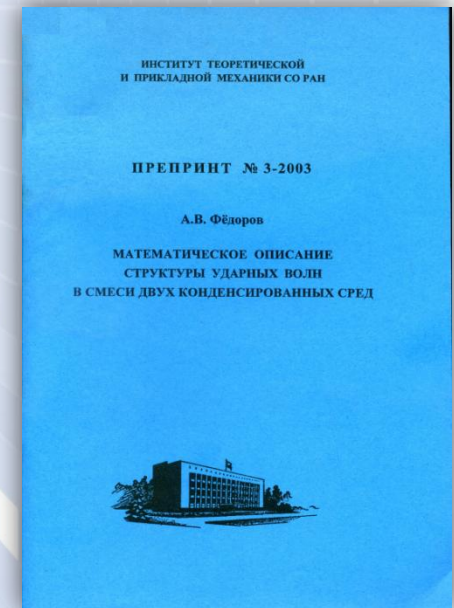 ИНСТИТУТ ТЕОРЕТИЧЕСКОЙ
И ПРИКЛАДНОЙ МЕХАНИКИ СО РАН
ПРЕПРИНТ № 3-2003
А.В. Фёдоров
МАТЕМАТИЧЕСКОЕ ОПИСАНИЕ
СТРУКТУРЫ УДАРНЫХ ВОЛН
В СМЕСИ ДВУХ КОНДЕНСИРОВАННЫХ СРЕД